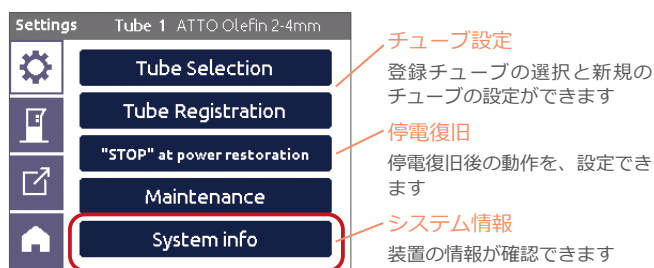 Settings Tube 1 ATTO Olefin 2-4mm
Tube Selection
Tube Registration
"STOP" at power restoration
Maintenance
System info
チューブ設定
登録チューブの選択と新規の
チューブの設定ができます
停電復旧
停電復旧後の動作を、設定でき
ます
システム情報
装置の情報が確認できます